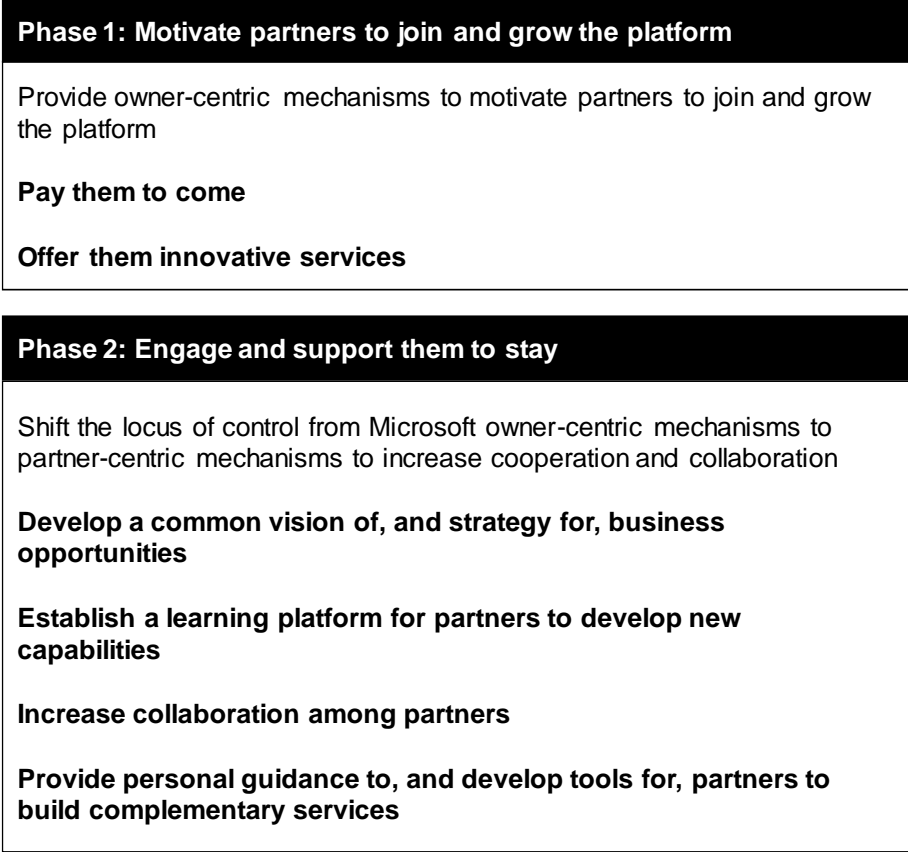 Phase 1: Motivate partners to join and grow the platform
Provide owner-centric mechanisms to motivate partners to join and grow
the platform
Pay them to come
Offer them innovative services
Phase 2: Engage and support them to stay
Shift the locus of control from Microsoft owner-centric mechanisms to
partner-centric mechanisms to increase cooperation and collaboration
Develop a common vision of, and strategy for, business
opportunities
Establish a learning platform for partners to develop new
capabilities
Increase collaboration among partners
Provide personal guidance to, and develop tools for, partners to
build complementary services